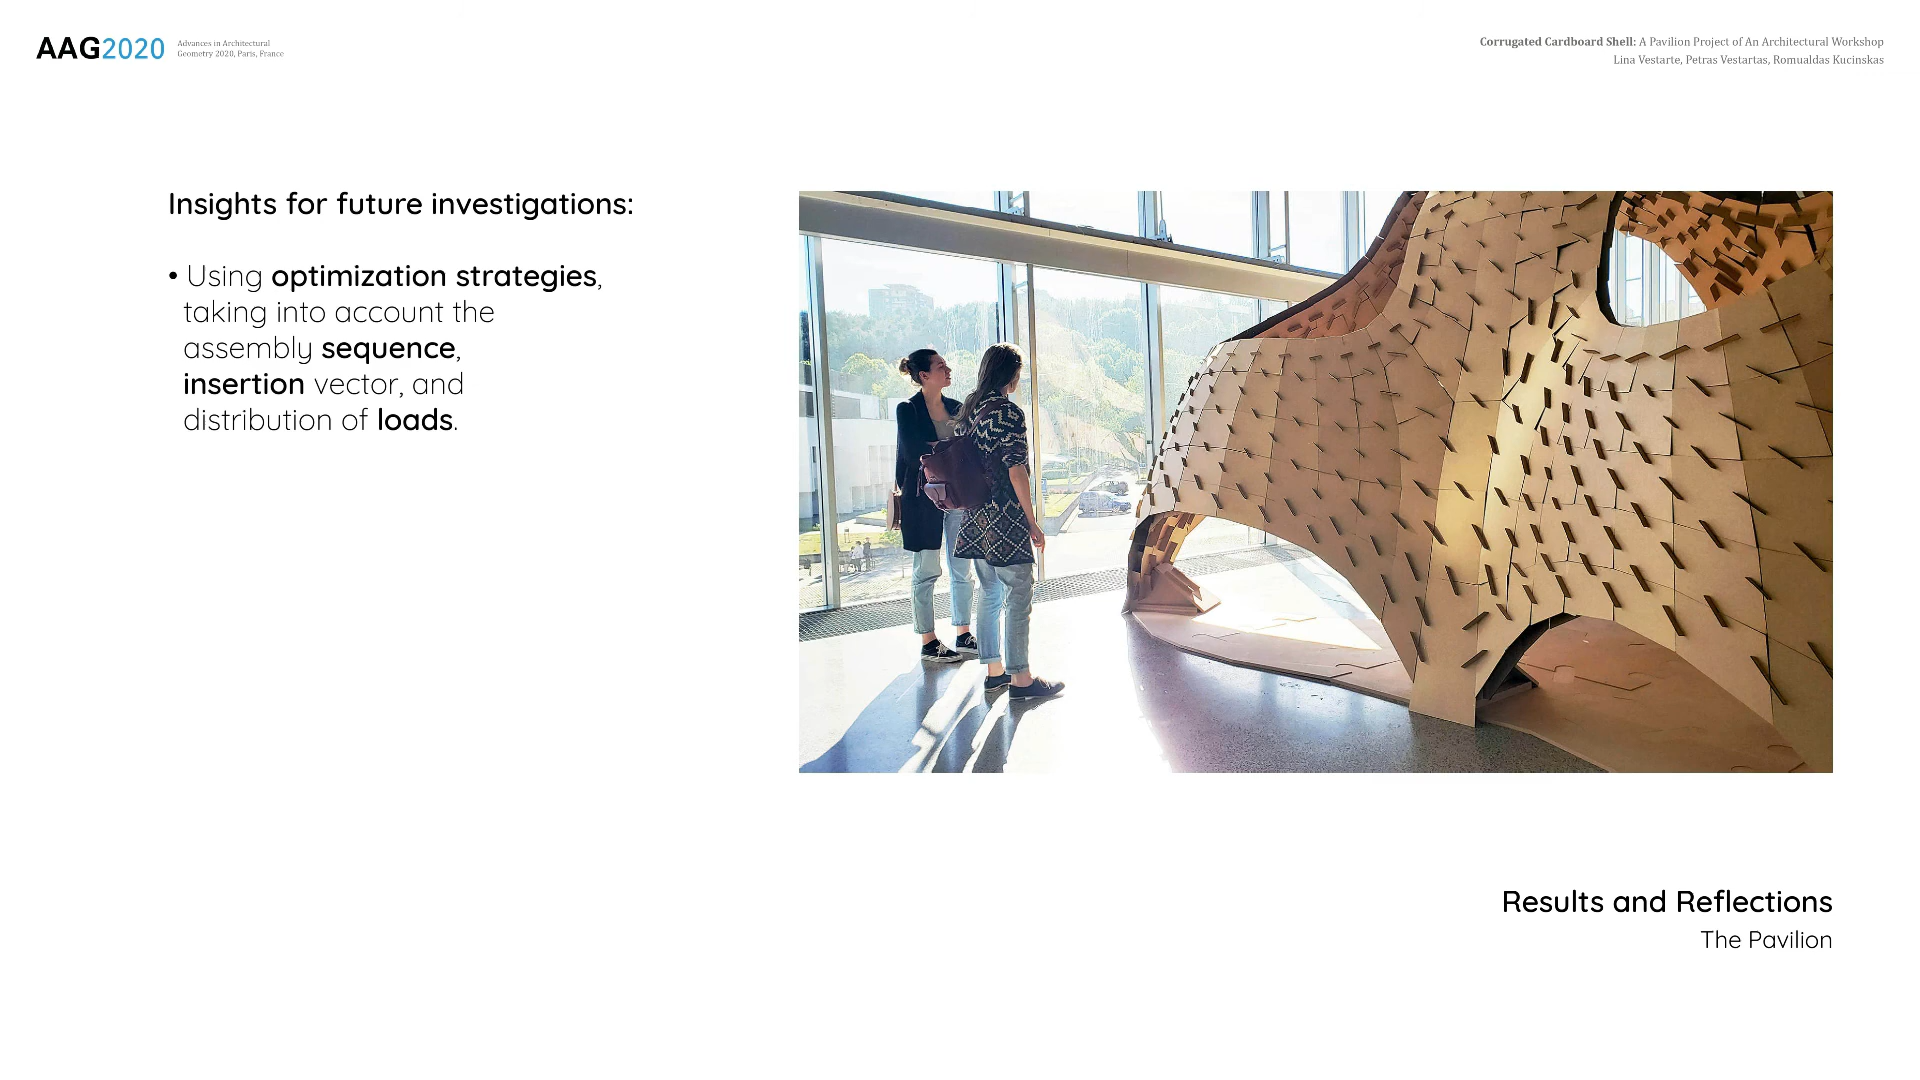 AAG2020
Advances in Architectural
Geometry 2020, Paris, France
Corrugated Cardboard Shell: A Pavilion Project of An Architectural Workshop
Lina Vestarte, Petras Vestartas, Romualdas Kucinskas
Insights for future investigations:
• Using optimization strategies,
taking into account the
assembly sequence,
insertion vector, and
distribution of loads.
Results and Reflections
The Pavilion